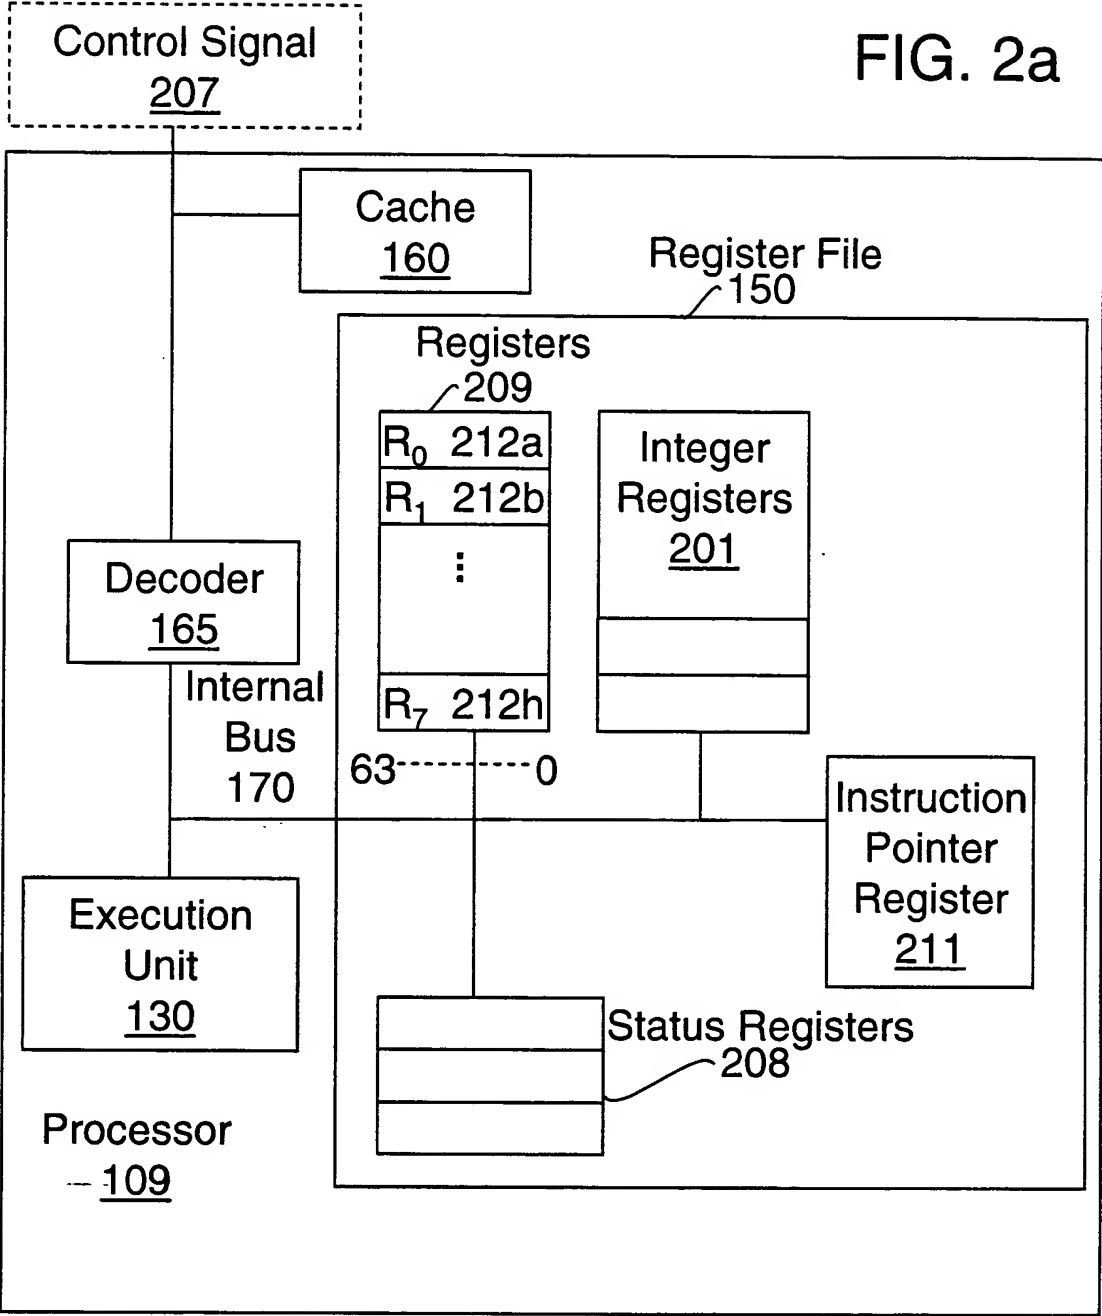 Control Signal
207
FIG. 2a
Cache
160
Register File
150
Registers
209
R0 212a
R1 212b
⋮
R7 212h
63 0
Integer
Registers
201
Decoder
165
Internal
Bus
170
Instruction
Pointer
Register
211
Execution
Unit
130
Status Registers
208
Processor
109